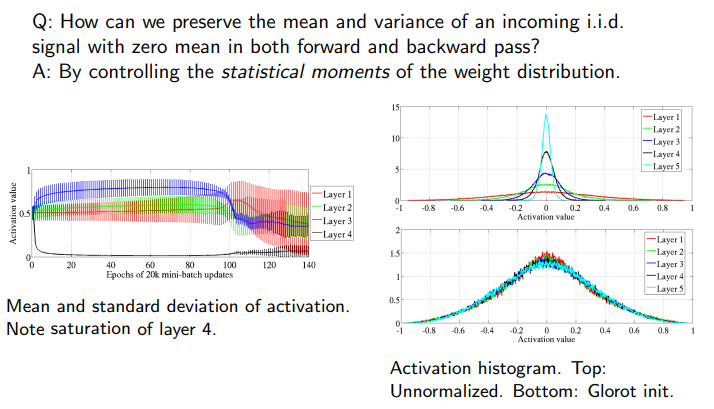 Q: How can we preserve the mean and variance of an incoming i.i.d.
signal with zero mean in both forward and backward pass?
A: By controlling the statistical moments of the weight distribution.
1
0.5
0
Activation value
0 20 40 60 80 100 120 140
Epochs of 20k mini-batch updates
Layer 1
Layer 2
Layer 3
Layer 4
Mean and standard deviation of activation.
Note saturation of layer 4.
15
10
5
0
-1 -0.8 -0.6 -0.4 -0.2 0 0.2 0.4 0.6 0.8 1
Activation value
Layer 1
Layer 2
Layer 3
Layer 4
Layer 5
2
1.5
1
0.5
0
-1 -0.8 -0.6 -0.4 -0.2 0 0.2 0.4 0.6 0.8 1
Activation value
Layer 1
Layer 2
Layer 3
Layer 4
Layer 5
Activation histogram. Top:
Unnormalized. Bottom: Glorot init.